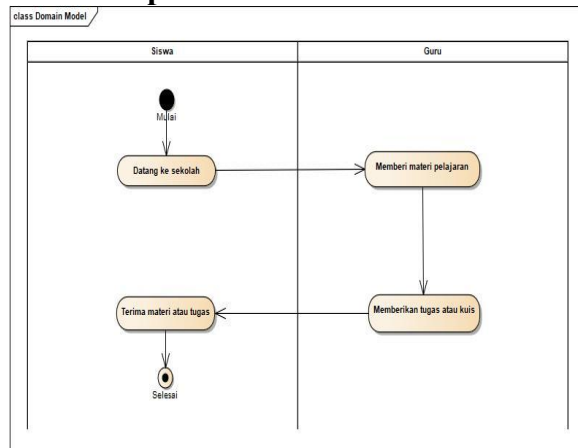 class Domain Model
Siswa
Guru
Mulai
Datang ke sekolah
Memberi materi pelajaran
Terima materi atau tugas
Memberikan tugas atau kuis
Selesai